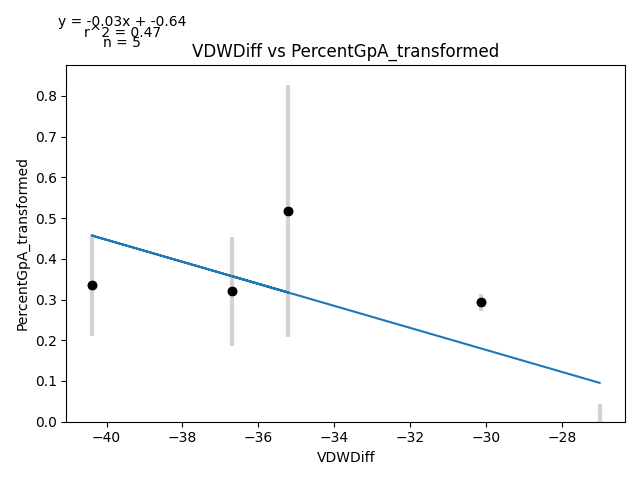 y = -0.03x + -0.64
r^2 = 0.47
n = 5
VDWDiff vs PercentGpA_transformed
PercentGpA_transformed
0.8
0.7
0.6
0.5
0.4
0.3
0.2
0.1
0.0
−40 −38 −36 −34 −32 −30 −28
VDWDiff